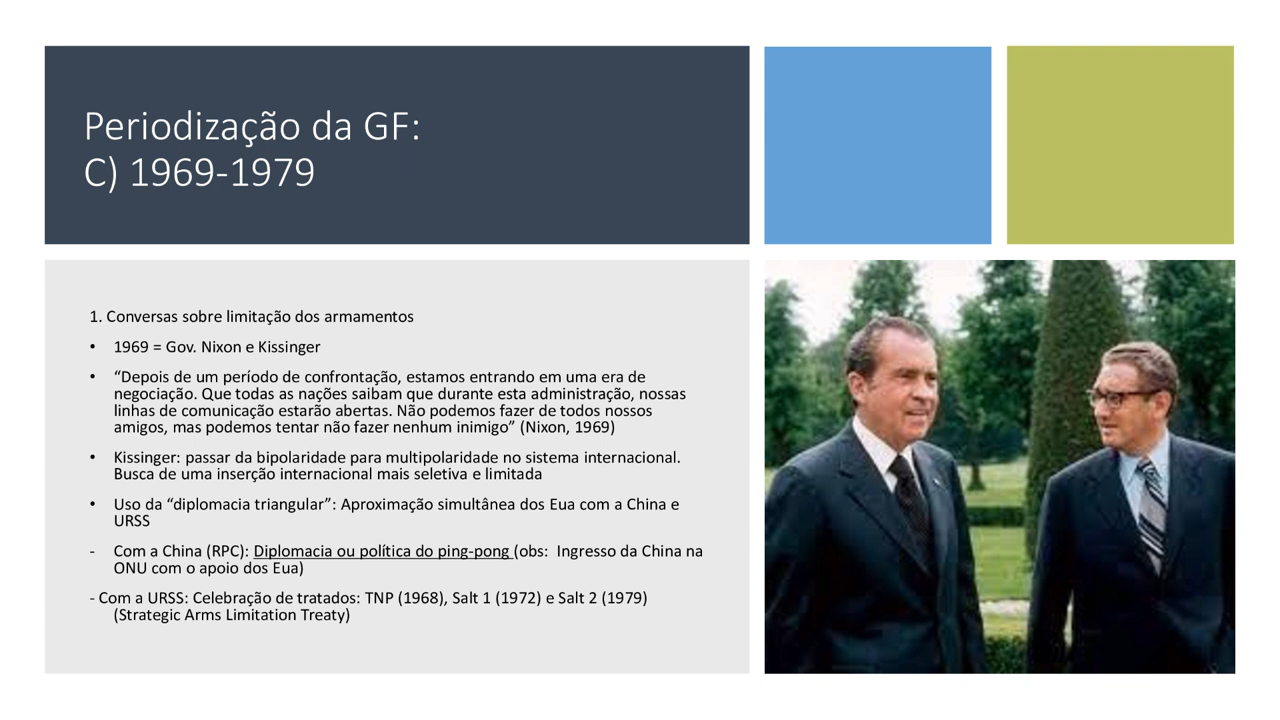 Periodização da GF:
C) 1969-1979
1. Conversas sobre limitação dos armamentos
• 1969 = Gov. Nixon e Kissinger
• “Depois de um período de confrontação, estamos entrando em uma era de
negociação. Que todas as nações saibam que durante esta administração, nossas
linhas de comunicação estarão abertas. Não podemos fazer de todos nossos
amigos, mas podemos tentar não fazer nenhum inimigo” (Nixon, 1969)
• Kissinger: passar da bipolaridade para multipolaridade no sistema internacional.
Busca de uma inserção internacional mais seletiva e limitada
• Uso da “diplomacia triangular”: Aproximação simultânea dos Eua com a China e
URSS
- Com a China (RPC): Diplomacia ou política do ping-pong (obs: Ingresso da China na
ONU com o apoio dos Eua)
- Com a URSS: Celebração de tratados: TNP (1968), Salt 1 (1972) e Salt 2 (1979)
(Strategic Arms Limitation Treaty)